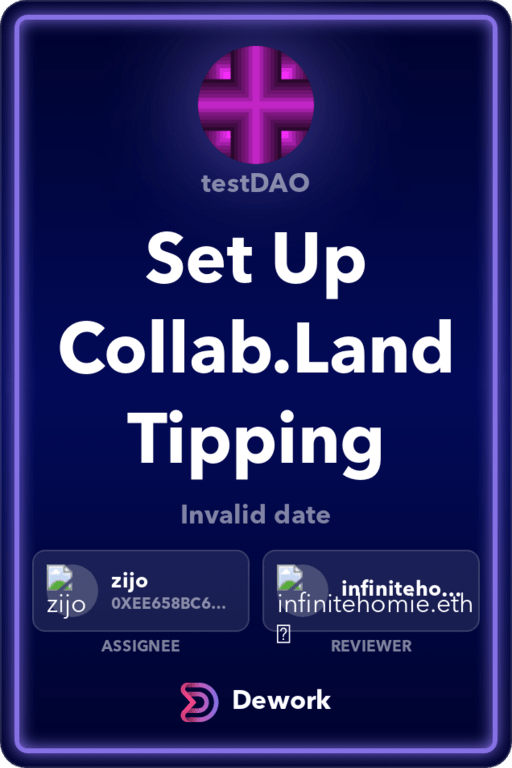 testDAO
Set Up
Collab.Land
Tipping
Invalid date
zijo
0XEE658BC6...
zijo
ASSIGNEE
infiniteho...
infinitehomie.eth
REVIEWER
Dework